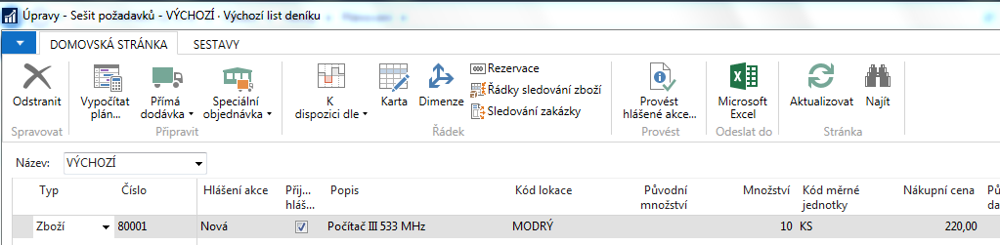 Úpravy - Sešit požadavků - VÝCHOZÍ · Výchozí list deníku
DOMOVSKÁ STRÁNKA SESTAVY
Odstranit
Spravovat
Vypočítat plán...
Přímá dodávka
Speciální objednávka
Připravit
K dispozici dle
Karta
Dimenze
Rezervace
Řádky sledování zboží
Sledování zakázky
Řádek
Provést hlášené akce...
Provést
Microsoft Excel
Odeslat do
Aktualizovat
Najít
Stránka
Název: VÝCHOZÍ
Typ Číslo Hlášení akce Přij... hláš... Popis Kód lokace Původní množství Množství Kód měrné jednotky Nákupní cena Pů... da
Zboží 80001 Nová Počítač III 533 MHz MODRÝ 10 KS 220,00